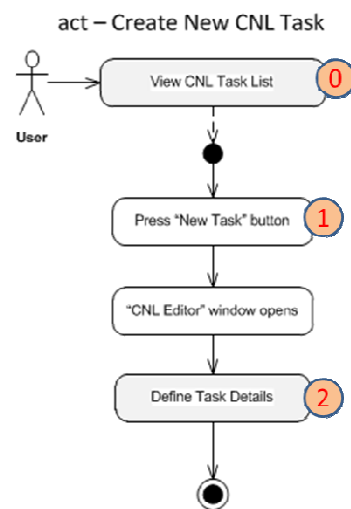 act – Create New CNL Task
View CNL Task List
0
User
Press “New Task” button
1
“CNL Editor” window opens
Define Task Details
2